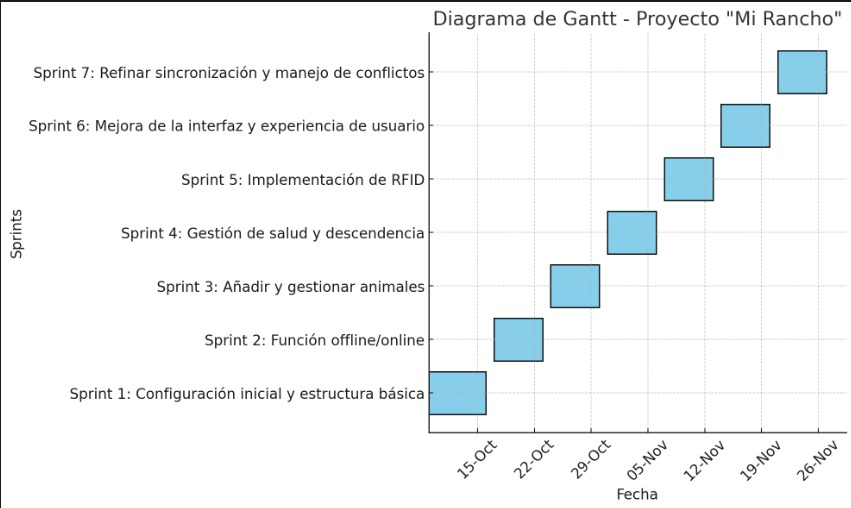 Diagrama de Gantt - Proyecto "Mi Rancho"
Sprints
Sprint 7: Refinar sincronización y manejo de conflictos
Sprint 6: Mejora de la interfaz y experiencia de usuario
Sprint 5: Implementación de RFID
Sprint 4: Gestión de salud y descendencia
Sprint 3: Añadir y gestionar animales
Sprint 2: Función offline/online
Sprint 1: Configuración inicial y estructura básica
15-Oct
22-Oct
29-Oct
05-Nov
12-Nov
19-Nov
26-Nov
Fecha